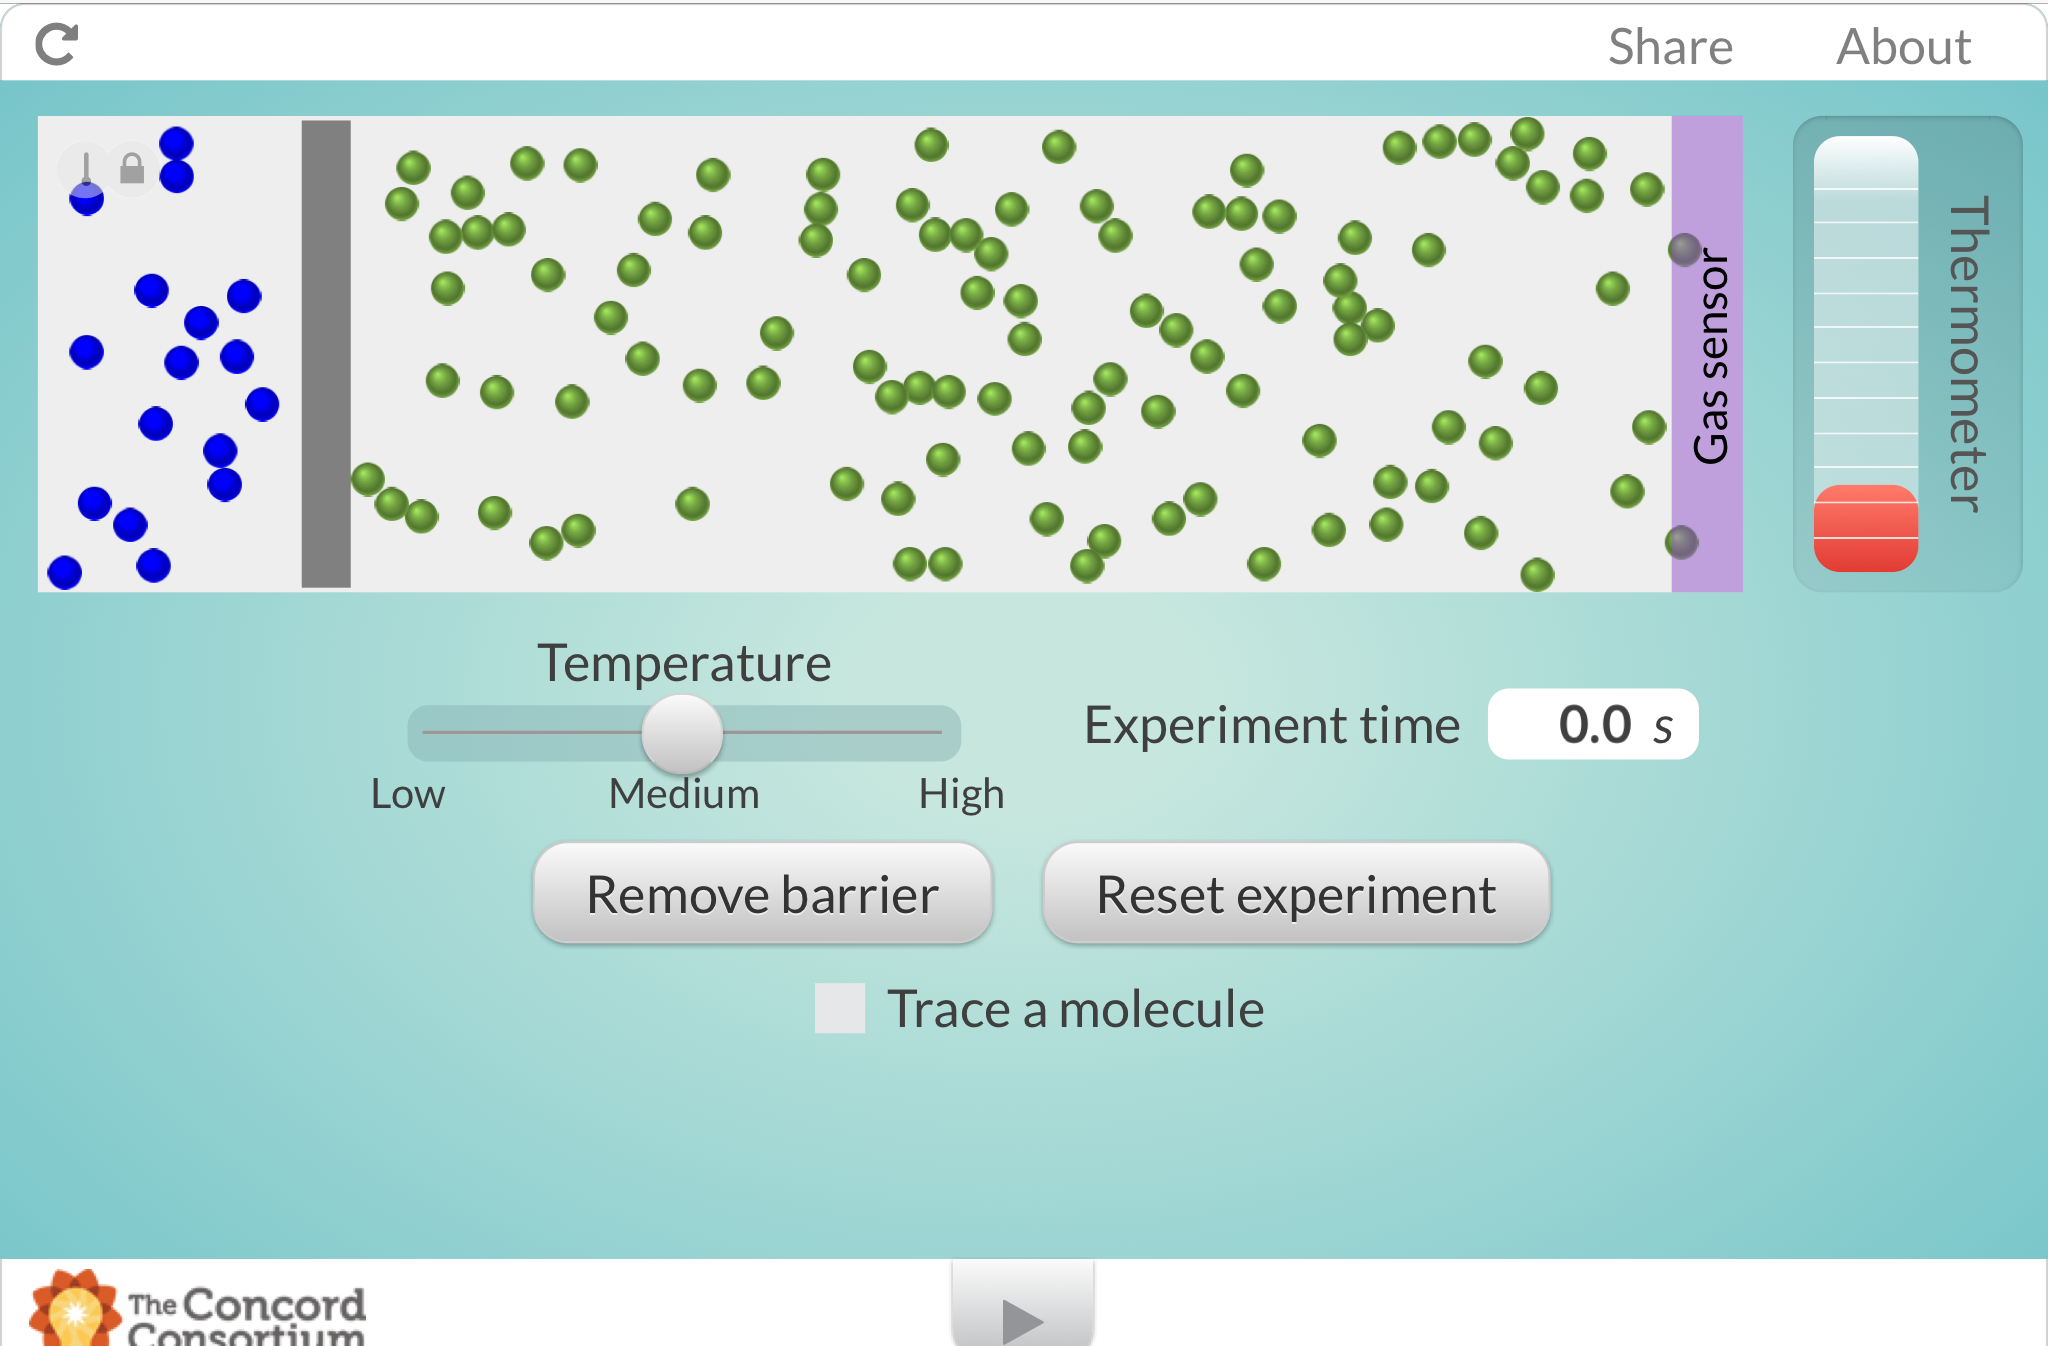 Share About
Gas sensor
Thermometer
Temperature
Low Medium High
Experiment time 0.0 s
Remove barrier Reset experiment
Trace a molecule
The Concord
Consortium